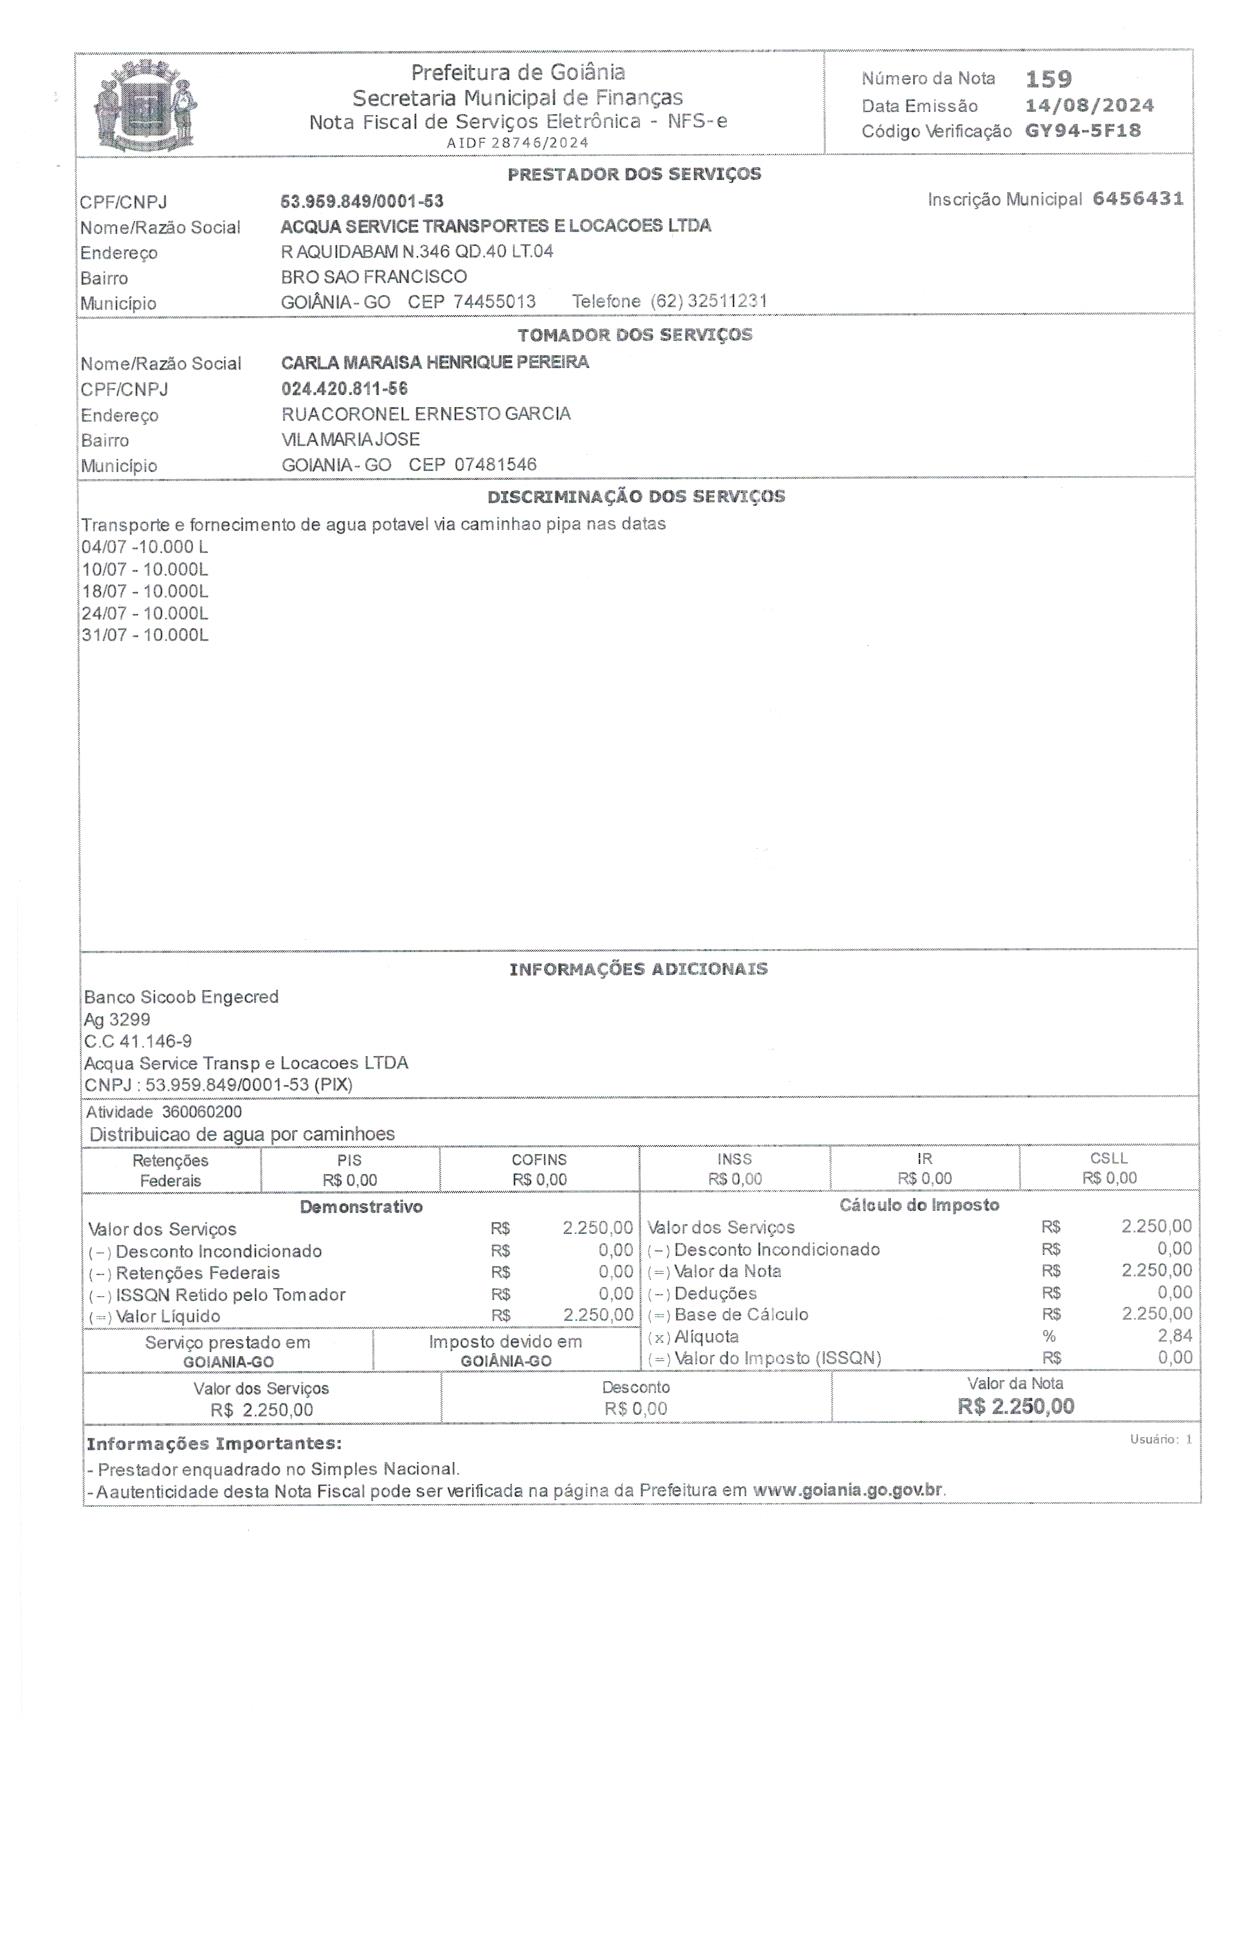 Prefeitura de Goiânia
Secretaria Municipal de Finanças
Nota Fiscal de Serviços Eletrônica - NFS-e
AIDF 28746/2024
Número da Nota 159
Data Emissão 14/08/2024
Código Verificação GY94-5F18
PRESTADOR DOS SERVIÇOS
CPF/CNPJ 53.959.849/0001-53 Inscrição Municipal 6456431
Nome/Razão Social ACQUA SERVICE TRANSPORTES E LOCACOES LTDA
Endereço R AQUIDABAM N.346 QD.40 LT.04
Bairro BRO SAO FRANCISCO
Município GOIÂNIA- GO CEP 74455013 Telefone (62) 32511231
TOMADOR DOS SERVIÇOS
Nome/Razão Social CARLA MARAISA HENRIQUE PEREIRA
CPF/CNPJ 024.420.811-56
Endereço RUA CORONEL ERNESTO GARCIA
Bairro VILA MARIA JOSE
Município GOIANIA- GO CEP 07481546
DISCRIMINAÇÃO DOS SERVIÇOS
Transporte e fornecimento de agua potavel via caminhao pipa nas datas
04/07 -10.000 L
10/07 - 10.000L
18/07 - 10.000L
24/07 - 10.000L
31/07 - 10.000L
INFORMAÇÕES ADICIONAIS
Banco Sicoob Engecred
Ag 3299
C.C 41.146-9
Acqua Service Transp e Locacoes LTDA
CNPJ : 53.959.849/0001-53 (PIX)
Atividade 360060200
Distribuicao de agua por caminhoes
Retenções Federais
PIS R$ 0,00
COFINS R$ 0,00
INSS R$ 0,00
IR R$ 0,00
CSLL R$ 0,00
Demonstrativo
Valor dos Serviços R$ 2.250,00
(-) Desconto Incondicionado R$ 0,00
(-) Retenções Federais R$ 0,00
(-) ISSQN Retido pelo Tomador R$ 0,00
(=) Valor Líquido R$ 2.250,00
Serviço prestado em
GOIANIA-GO
Imposto devido em
GOIÂNIA-GO
Cálculo do Imposto
Valor dos Serviços R$ 2.250,00
(-) Desconto Incondicionado R$ 0,00
(=) Valor da Nota R$ 2.250,00
(-) Deduções R$ 0,00
(=) Base de Cálculo R$ 2.250,00
(x) Alíquota % 2,84
(=) Valor do Imposto (ISSQN) R$ 0,00
Valor dos Serviços
R$ 2.250,00
Desconto
R$ 0,00
Valor da Nota
R$ 2.250,00
Informações Importantes: Usuário: 1
- Prestador enquadrado no Simples Nacional.
- A autenticidade desta Nota Fiscal pode ser verificada na página da Prefeitura em www.goiania.go.gov.br.